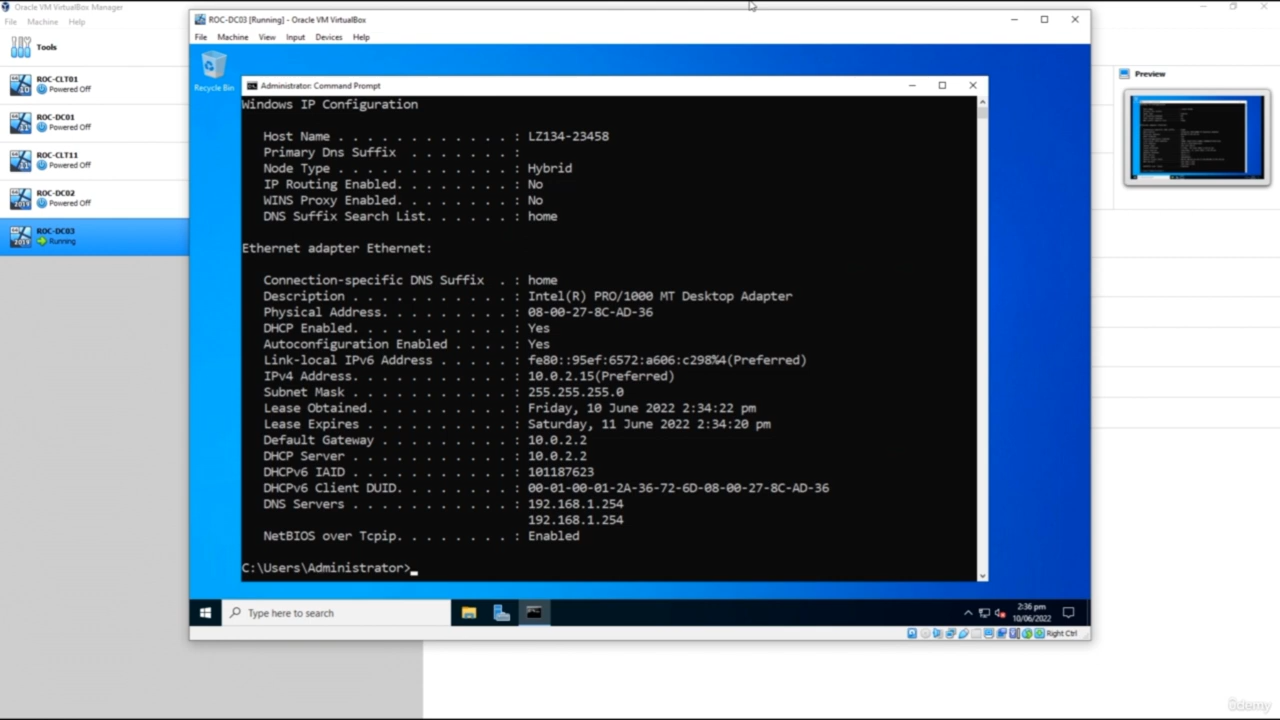 Oracle VM VirtualBox Manager
File Machine Help
Tools
ROC-CLT01
Powered Off
ROC-DC01
Powered Off
ROC-CLT11
Powered Off
ROC-DC02
Powered Off
ROC-DC03
Running
ROC-DC03 [Running] - Oracle VM VirtualBox
File Machine View Input Devices Help
Recycle Bin
Administrator: Command Prompt
Windows IP Configuration
Host Name . . . . . . . . . . . . : LZ134-23458
Primary Dns Suffix . . . . . . . :
Node Type . . . . . . . . . . . . : Hybrid
IP Routing Enabled. . . . . . . . : No
WINS Proxy Enabled. . . . . . . . : No
DNS Suffix Search List. . . . . . : home
Ethernet adapter Ethernet:
Connection-specific DNS Suffix . : home
Description . . . . . . . . . . . : Intel(R) PRO/1000 MT Desktop Adapter
Physical Address. . . . . . . . . : 08-00-27-8C-AD-36
DHCP Enabled. . . . . . . . . . . : Yes
Autoconfiguration Enabled . . . . : Yes
Link-local IPv6 Address . . . . . : fe80::95ef:6572:a606:c298%4(Preferred)
IPv4 Address. . . . . . . . . . . : 10.0.2.15(Preferred)
Subnet Mask . . . . . . . . . . . : 255.255.255.0
Lease Obtained. . . . . . . . . . : Friday, 10 June 2022 2:34:22 pm
Lease Expires . . . . . . . . . . : Saturday, 11 June 2022 2:34:20 pm
Default Gateway . . . . . . . . . : 10.0.2.2
DHCP Server . . . . . . . . . . . : 10.0.2.2
DHCPv6 IAID . . . . . . . . . . . : 101187623
DHCPv6 Client DUID. . . . . . . . : 00-01-00-01-2A-36-72-6D-08-00-27-8C-AD-36
DNS Servers . . . . . . . . . . . : 192.168.1.254
192.168.1.254
NetBIOS over Tcpip. . . . . . . . : Enabled
C:\Users\Administrator>
Type here to search
2:36 pm
10/06/2022
Right Ctrl
Preview
ûdemy